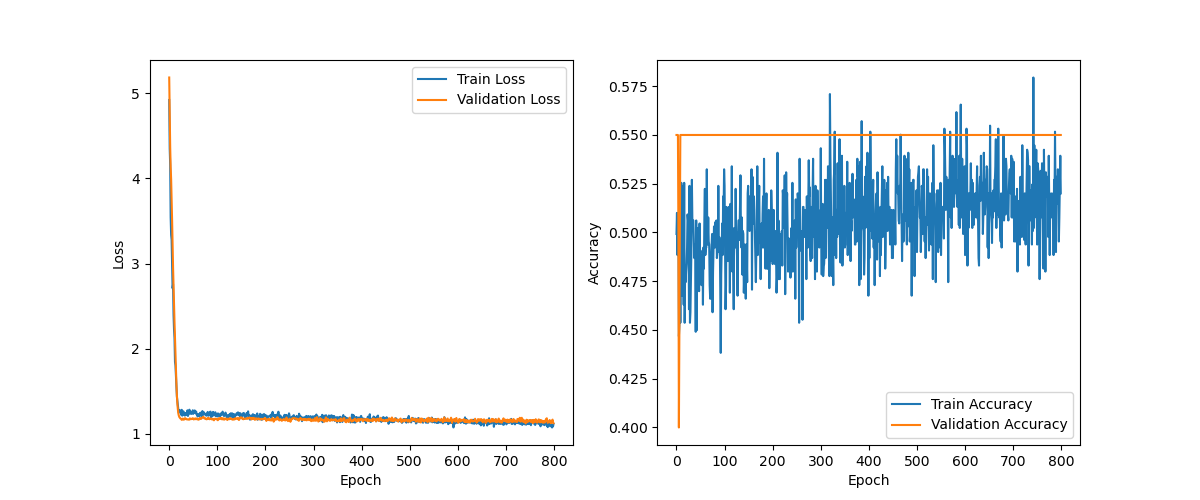 Train Loss
Validation Loss
5
4
3
2
1
Loss
0 100 200 300 400 500 600 700 800
Epoch
0.575
0.550
0.525
0.500
0.475
0.450
0.425
0.400
Accuracy
Train Accuracy
Validation Accuracy
0 100 200 300 400 500 600 700 800
Epoch